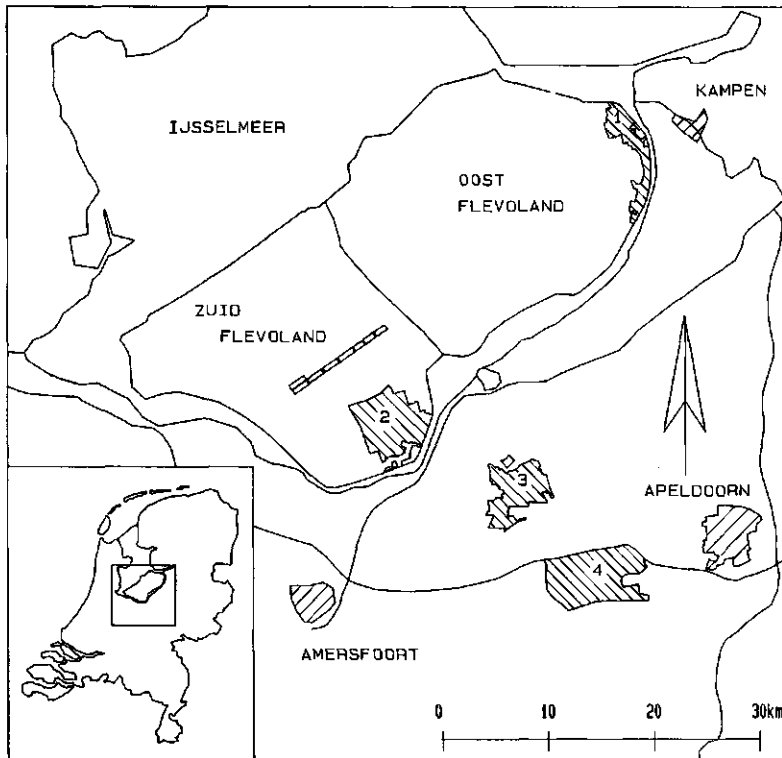 KAMPEN
IJSSELMEER
1
OOST
FLEVOLAND
ZUID
FLEVOLAND
2
3
APELDOORN
4
AMERSFOORT
0 10 20 30km